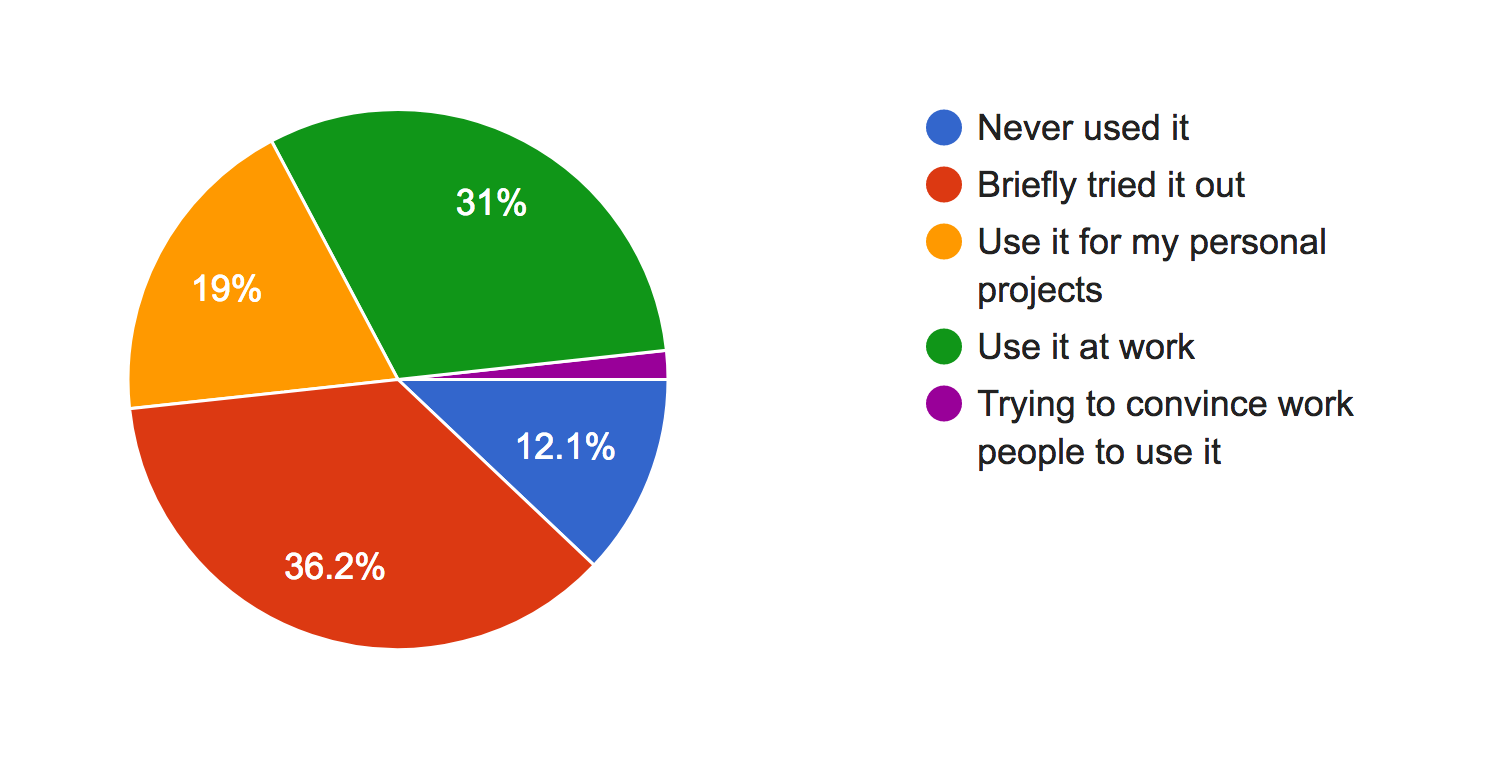 31%
19%
12.1%
36.2%
Never used it
Briefly tried it out
Use it for my personal
projects
Use it at work
Trying to convince work
people to use it